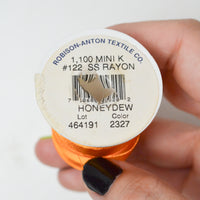 ROBISON-ANTON TEXTILE CO.
1,100 MINI K
#122 SS RAYON
HONEYDEW
Lot Color
464191 2327